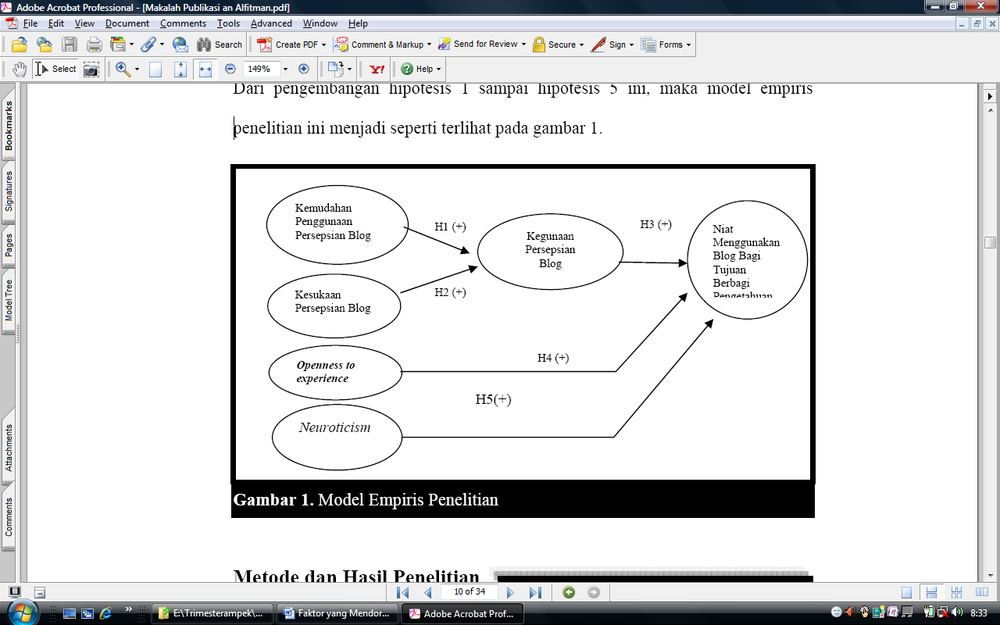 Adobe Acrobat Professional - [Makalah Publikasi an Alfitman.pdf]
File Edit View Document Comments Tools Advanced Window Help
Create PDF Comment & Markup Send for Review Secure Sign Forms
Search
Select 149% Y! Help
Bookmarks
Signatures
Pages
Model Tree
Attachments
Comments
Dari pengembangan hipotesis 1 sampai hipotesis 5 ini, maka model empiris
penelitian ini menjadi seperti terlihat pada gambar 1.
Kemudahan
Penggunaan
Persepsian Blog
H1 (+)
Kesukaan
Persepsian Blog
H2 (+)
Kegunaan
Persepsian
Blog
H3 (+)
Niat
Menggunakan
Blog Bagi
Tujuan
Berbagi
Pengetahuan
Openness to
experience
H4 (+)
Neuroticism
H5(+)
Gambar 1. Model Empiris Penelitian
Metode dan Hasil Penelitian
10 of 34
E:\Trimesterampek\... Faktor yang Mendor... Adobe Acrobat Prof... 8:33